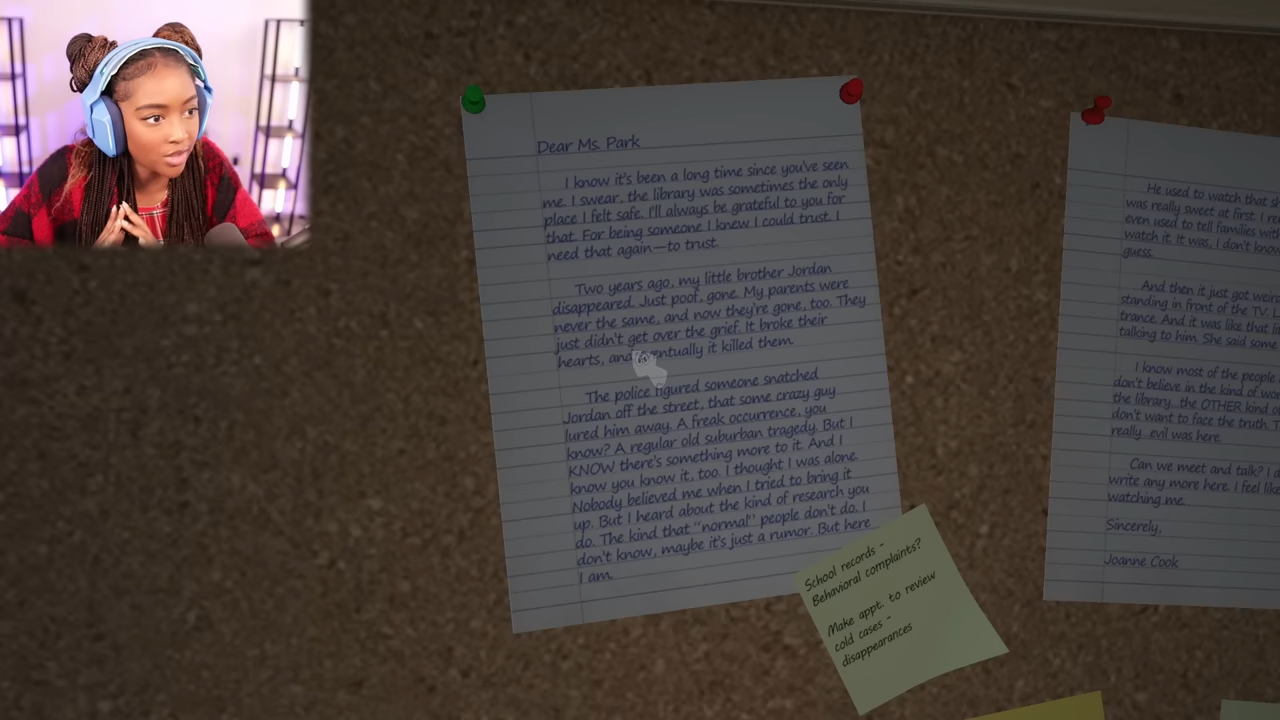 Dear Ms. Park
I know it's been a long time since you've seen
me. I swear, the library was sometimes the only
place I felt safe. I'll always be grateful to you for
that. For being someone I knew I could trust. I
need that again—to trust.
Two years ago, my little brother Jordan
disappeared. Just poof, gone. My parents were
never the same, and now they're gone, too. They
just didn't get over the grief. It broke their
hearts, and eventually it killed them.
The police figured someone snatched
Jordan off the street, that some crazy guy
lured him away. A freak occurrence, you
know? A regular old suburban tragedy. But I
KNOW there's something more to it. And I
know you know it, too. I thought I was alone.
Nobody believed me when I tried to bring it
up. But I heard about the kind of research you
do. The kind that "normal" people don't do. I
don't know, maybe it's just a rumor. But here
I am.
School records -
Behavioral complaints?
Make appt. to review
cold cases -
disappearances
He used to watch that
was really sweet at first. I
even used to tell families
watch it. It was, I don't know
guess.
And then it just got
standing in front of the TV.
trance. And it was like that
talking to him. She said some
I know most of the people
don't believe in the kind of
the library...the OTHER kind
don't want to face the truth.
really evil was here.
Can we meet and talk? I
write any more here. I feel like
watching me.
Sincerely,
Joanne Cook